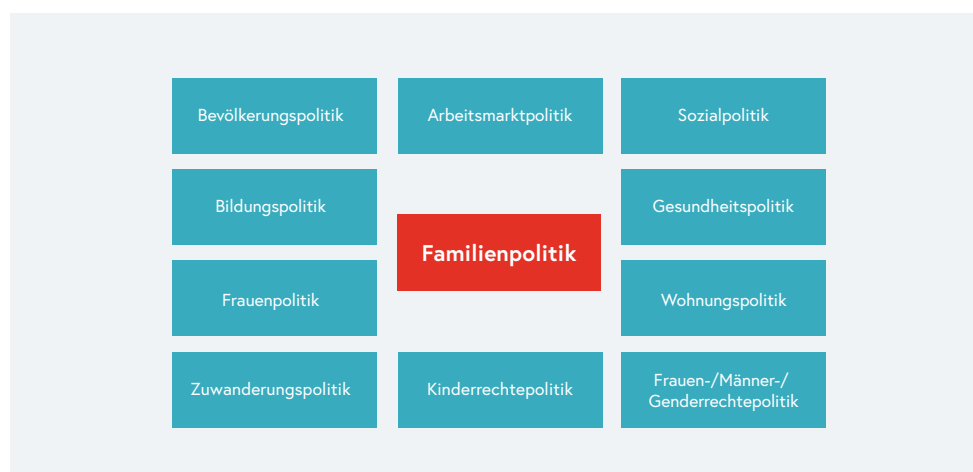 Bevölkerungspolitik
Arbeitsmarktpolitik
Sozialpolitik
Bildungspolitik
Gesundheitspolitik
Familienpolitik
Frauenpolitik
Wohnungspolitik
Zuwanderungspolitik
Kinderrechtepolitik
Frauen-/Männer-/
Genderrechtepolitik